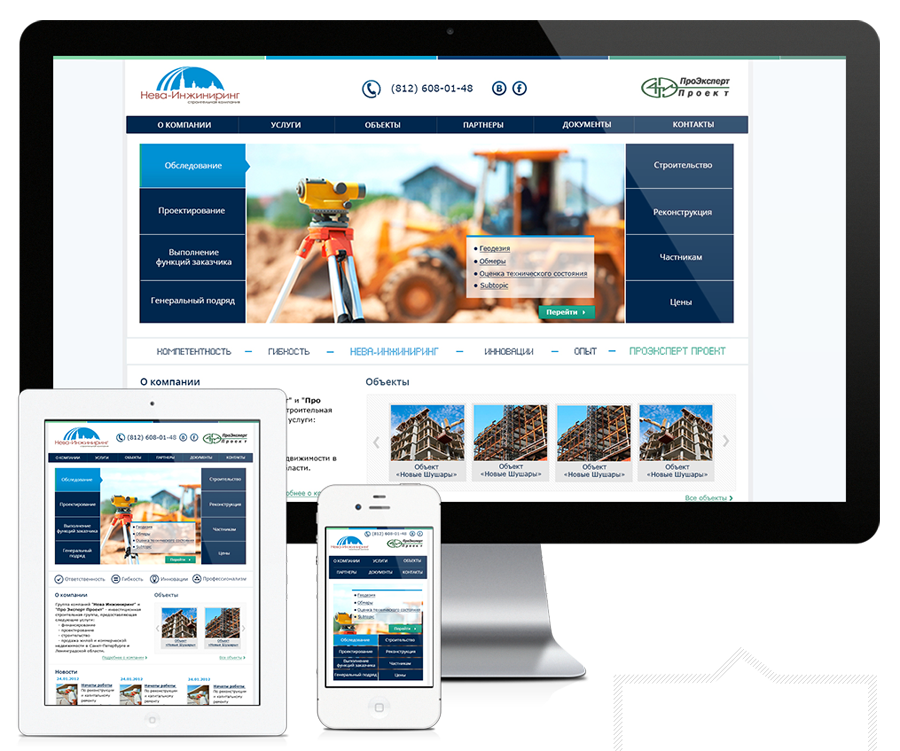 Нева-Инжиниринг
строительная компания
(812) 608-01-48
B f
ПроЭксперт
Проект
О КОМПАНИИ УСЛУГИ ОБЪЕКТЫ ПАРТНЕРЫ ДОКУМЕНТЫ КОНТАКТЫ
Обследование
Проектирование
Выполнение
функций заказчика
Генеральный подряд
Геодезия
Обмеры
Оценка технического состояния
Subtopic
Перейти ›
Строительство
Реконструкция
Частникам
Цены
КОМПЕТЕНТНОСТЬ – ГИБКОСТЬ – НЕВА-ИНЖИНИРИНГ – ИННОВАЦИИ – ОПЫТ – ПРОЭКСПЕРТ ПРОЕКТ
О компании
" и "Про
строительная
услуги:
движимости в
бласти.
Объекты
Объект
«Новые Шушары»
Объект
«Новые Шушары»
Объект
«Новые Шушары»
Объект
«Новые Шушары»
Все объекты ›
Нева-Инжиниринг
(812) 608-01-48
ПроЭксперт
Проект
О КОМПАНИИ УСЛУГИ ОБЪЕКТЫ ПАРТНЕРЫ ДОКУМЕНТЫ КОНТАКТЫ
Обследование
Проектирование
Выполнение
функций заказчика
Генеральный
подряд
Геодезия
Обмеры
Оценка технического состояния
Subtopic
Перейти ›
Строительство
Реконструкция
Частникам
Цены
Ответственность Гибкость Инновации Профессионализм
О компании
Группа компаний "Нева Инжиниринг" и
"Про Эксперт Проект" - инвестиционная
строительная группа, предоставляющая
следующие услуги:
- финансирование
- проектирование
- строительство
- продажа жилой и коммерческой
недвижимости в Санкт-Петербурге и
Ленинградской области.
Подробнее о компании ›
Объекты
Объект
«Новые Шушары»
Объект
«Новые Шушары»
Все объекты ›
Новости
24.01.2013
Начаты работы
По реконструкции
и капитальному
ремонту
24.01.2013
Начаты работы
По реконструкции
и капитальному
ремонту
24.01.2013
Начаты работы
По реконструкции
и капитальному
ремонту
Нева-Инжиниринг
(812) 608-01-48
ПроЭксперт
Проект
О КОМПАНИИ УСЛУГИ ОБЪЕКТЫ
ПАРТНЕРЫ ДОКУМЕНТЫ КОНТАКТЫ
Геодезия
Обмеры
Оценка технического состояния
Subtopic
Перейти ›
Обследование Строительство
Проектирование Реконструкция
Выполнение
функций заказчика
Частникам
Генеральный подряд Цены